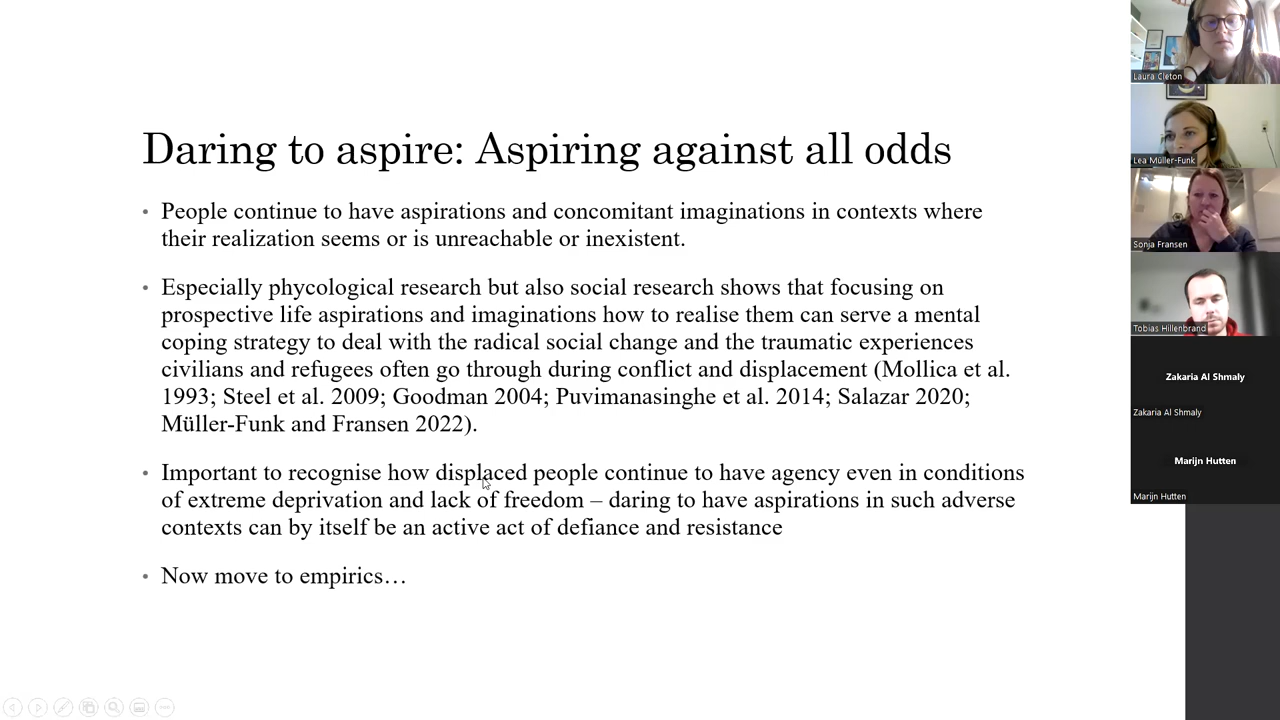 Daring to aspire: Aspiring against all odds
• People continue to have aspirations and concomitant imaginations in contexts where
their realization seems or is unreachable or inexistent.
• Especially phycological research but also social research shows that focusing on
prospective life aspirations and imaginations how to realise them can serve a mental
coping strategy to deal with the radical social change and the traumatic experiences
civilians and refugees often go through during conflict and displacement (Mollica et al.
1993; Steel et al. 2009; Goodman 2004; Puvimanasinghe et al. 2014; Salazar 2020;
Müller-Funk and Fransen 2022).
• Important to recognise how displaced people continue to have agency even in conditions
of extreme deprivation and lack of freedom – daring to have aspirations in such adverse
contexts can by itself be an active act of defiance and resistance
• Now move to empirics…
Laura Cleton
Lea Müller-Funk
Sonja Fransen
Tobias Hillenbrand
Zakaria Al Shmaly
Zakaria Al Shmaly
Marijn Hutten
Marijn Hutten